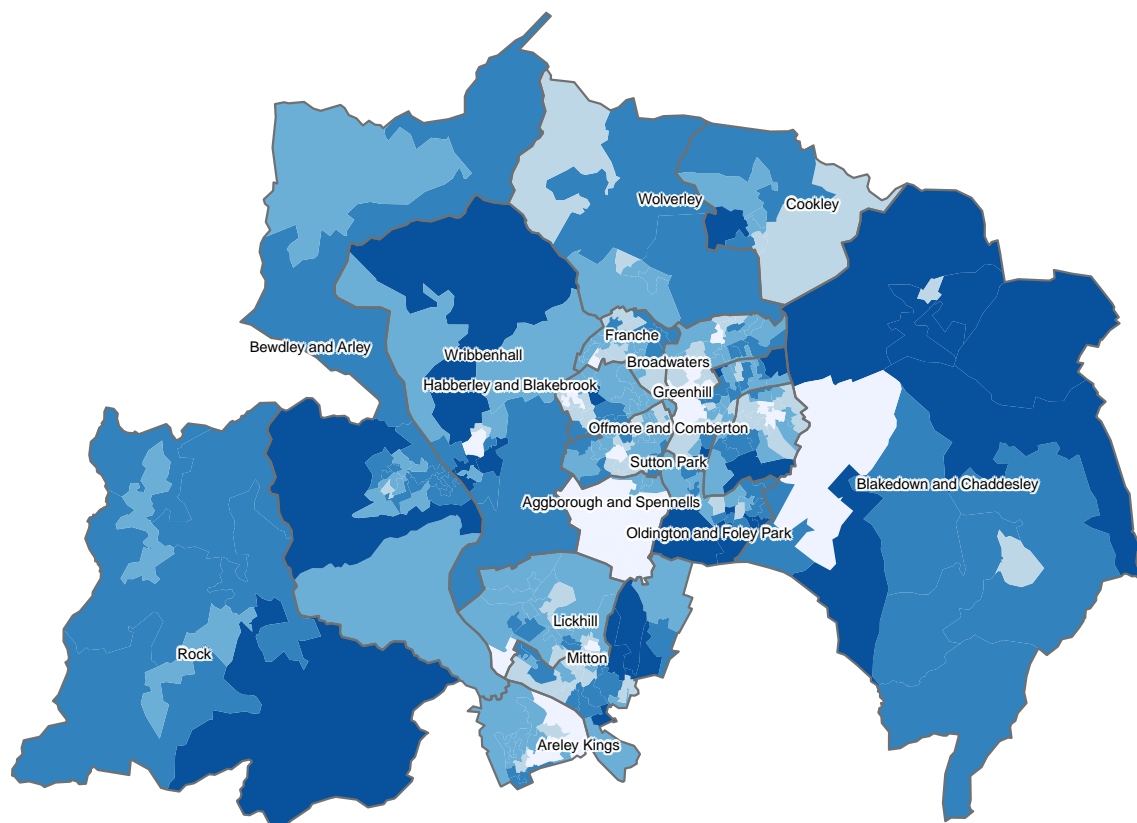 Wolverley
Cookley
Franche
Bewdley and Arley
Wribbenhall
Broadwaters
Habberley and Blakebrook
Greenhill
Offmore and Comberton
Sutton Park
Blakedown and Chaddesley
Aggborough and Spennells
Oldington and Foley Park
Lickhill
Rock
Mitton
Areley Kings